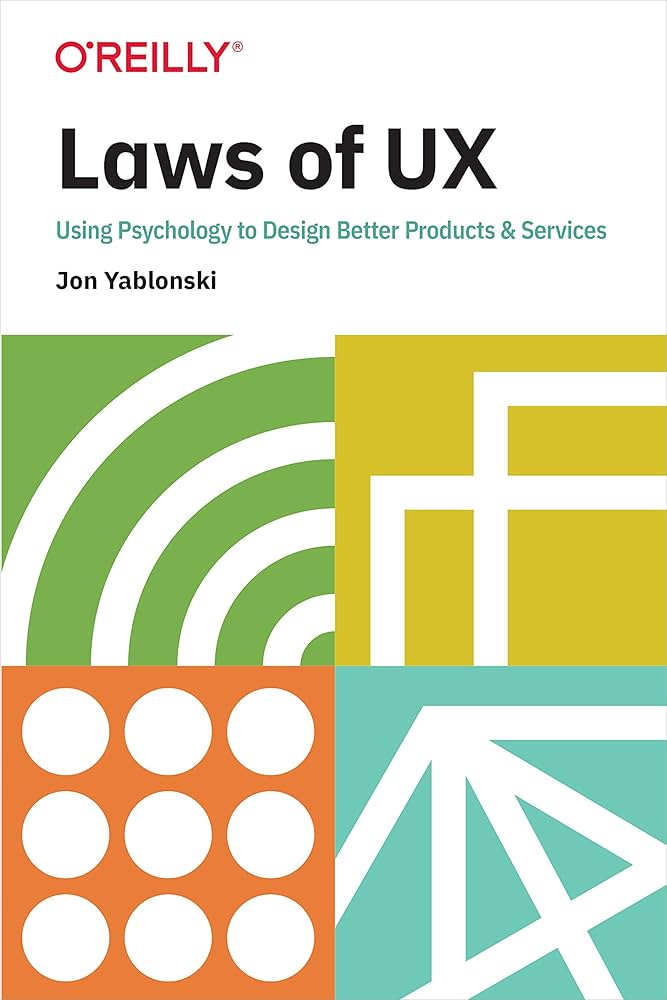 O'REILLY®
Laws of UX
Using Psychology to Design Better Products & Services
Jon Yablonski